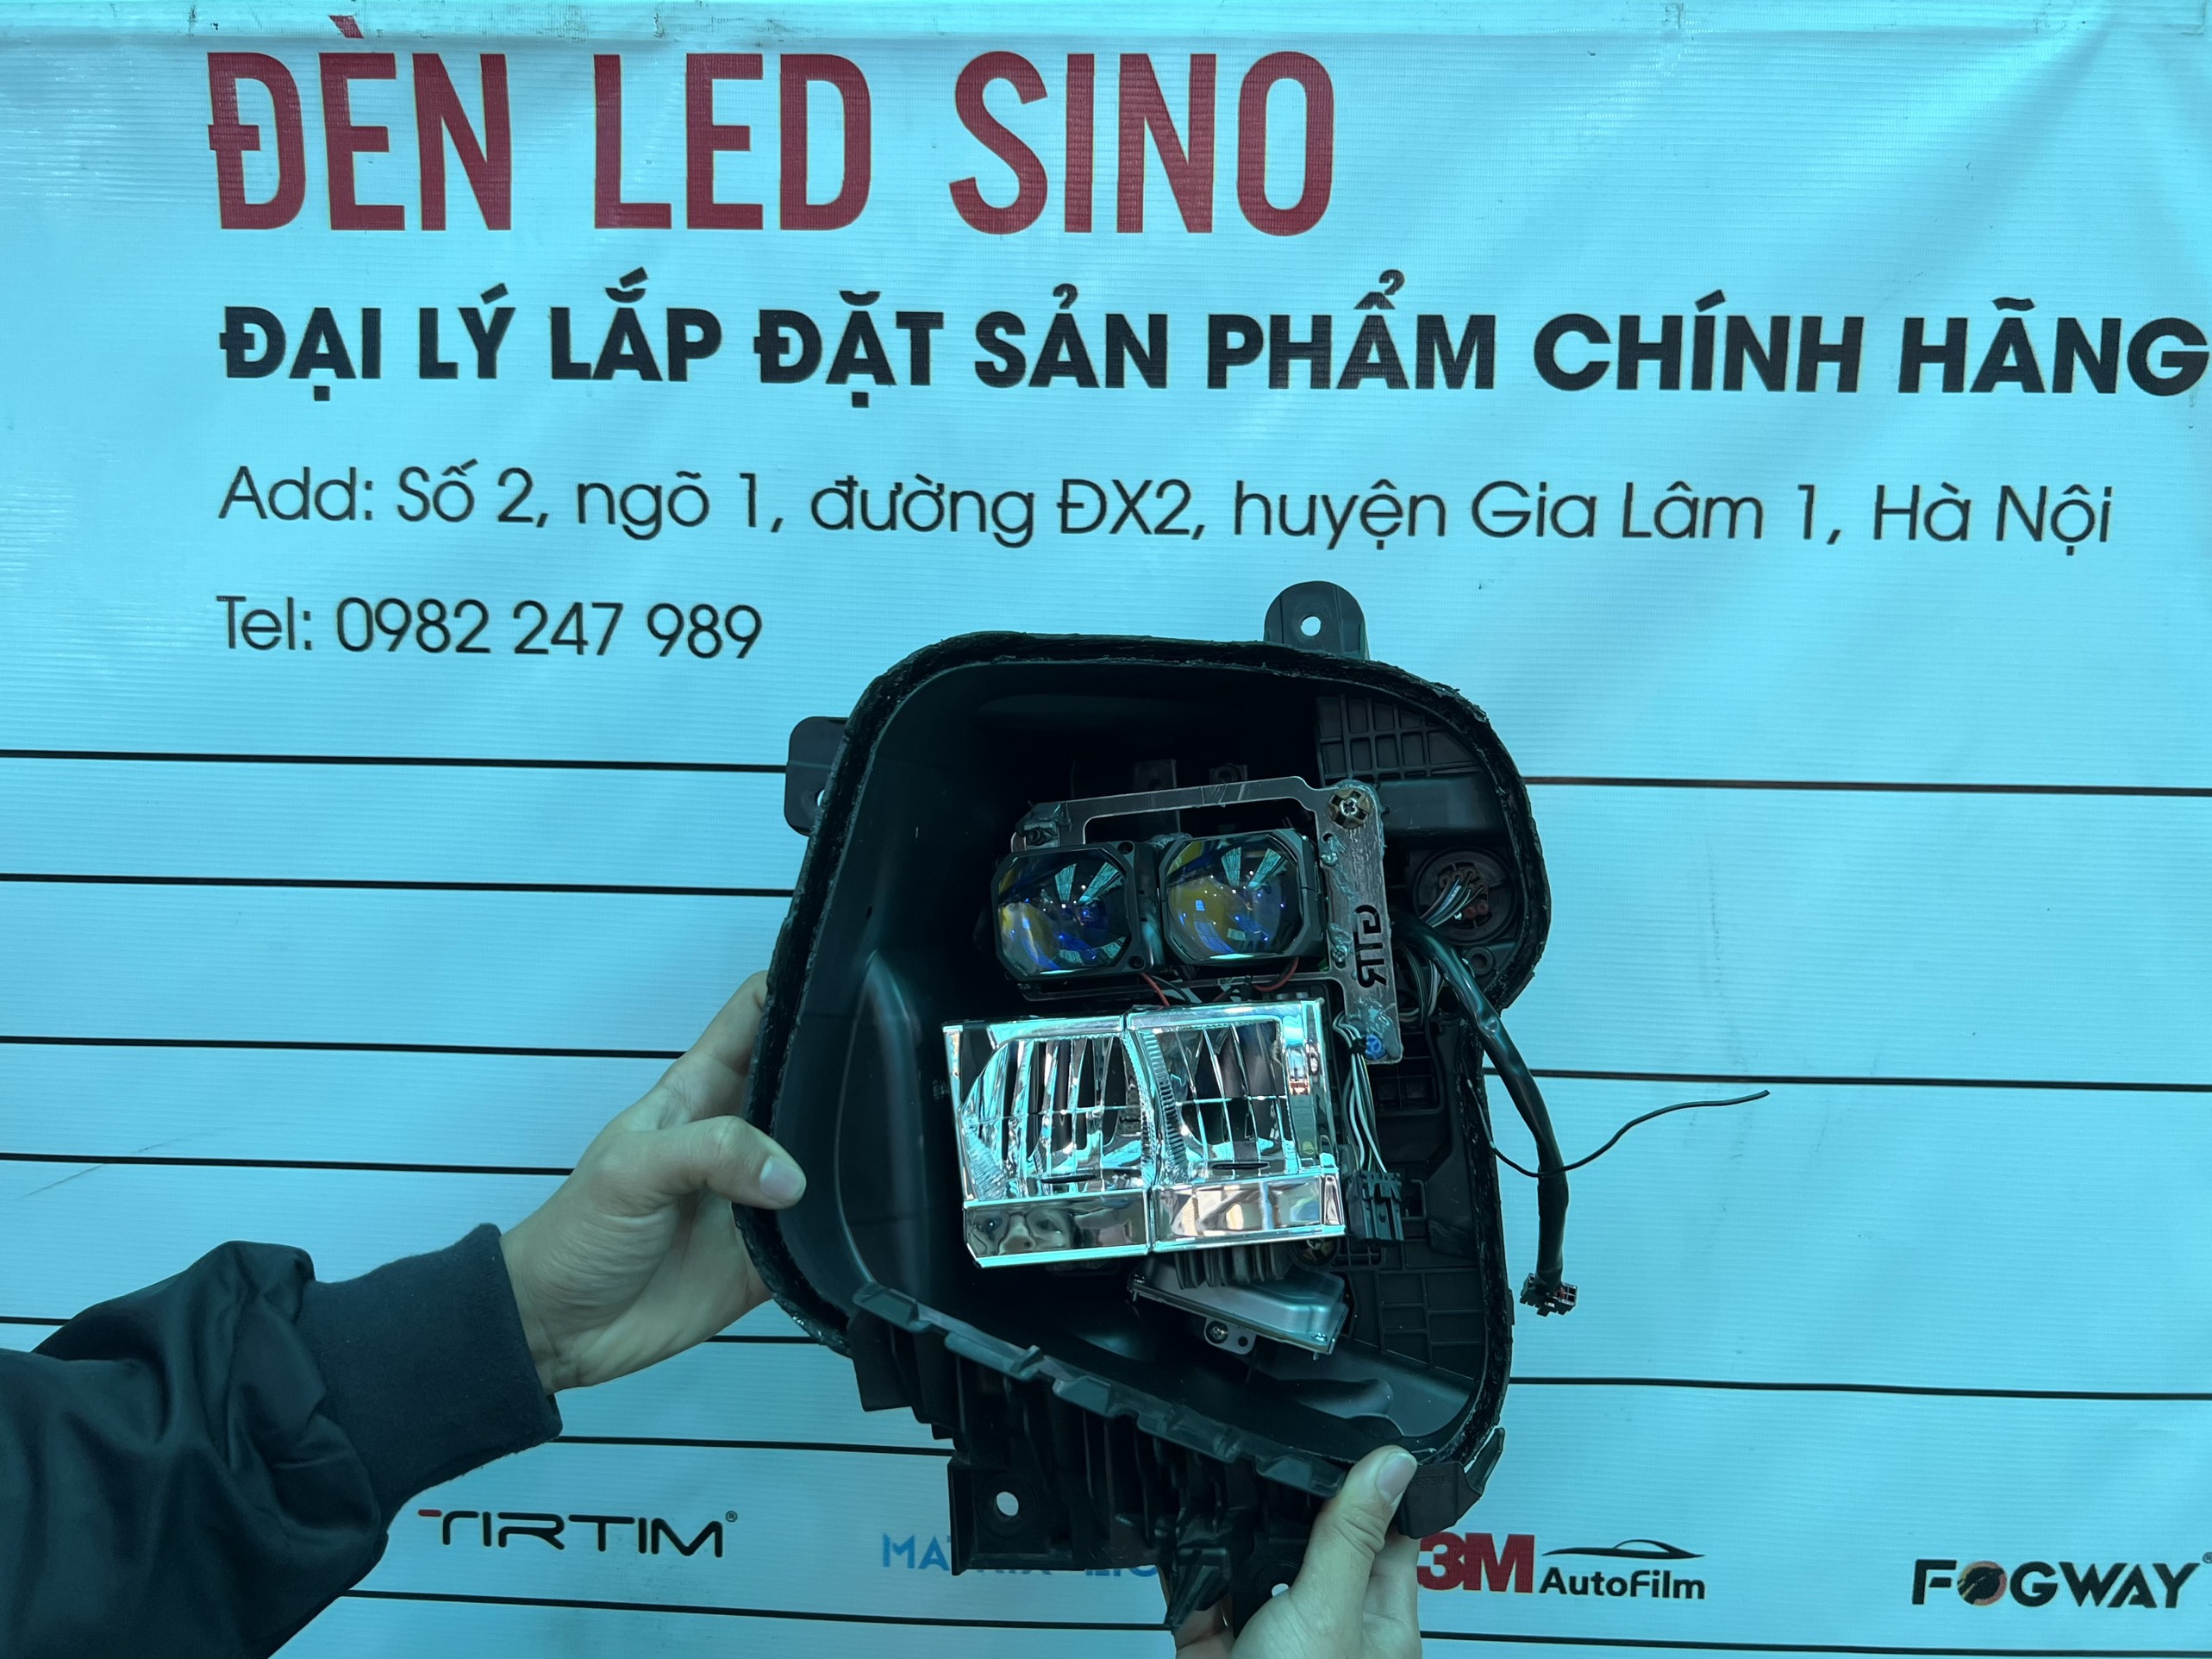 ĐÈN LED SINO
ĐẠI LÝ LẮP ĐẶT SẢN PHẨM CHÍNH HÃNG
Add: Số 2, ngõ 1, đường ĐX2, huyện Gia Lâm 1, Hà Nội
Tel: 0982 247 989
GTR
TIRTIM®
3M AutoFilm
FOGWAY®